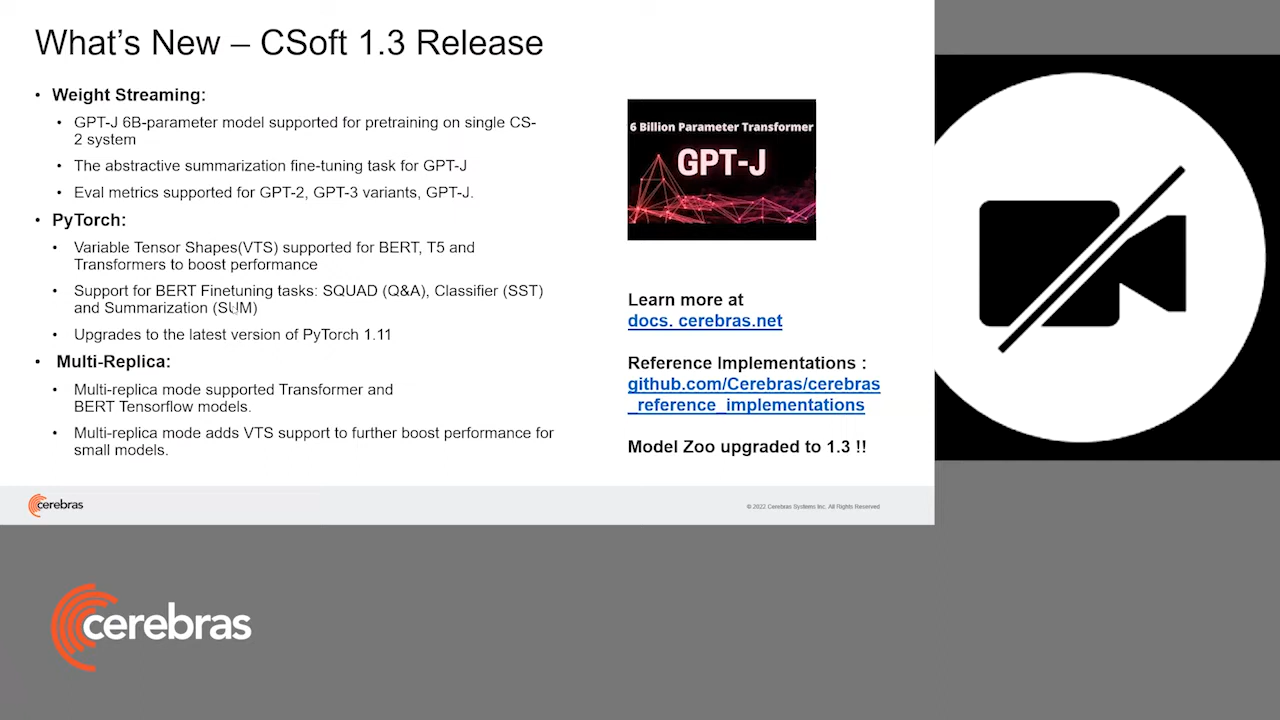 What's New – CSoft 1.3 Release
• Weight Streaming:
• GPT-J 6B-parameter model supported for pretraining on single CS-
2 system
• The abstractive summarization fine-tuning task for GPT-J
• Eval metrics supported for GPT-2, GPT-3 variants, GPT-J.
• PyTorch:
• Variable Tensor Shapes(VTS) supported for BERT, T5 and
Transformers to boost performance
• Support for BERT Finetuning tasks: SQUAD (Q&A), Classifier (SST)
and Summarization (SUM)
• Upgrades to the latest version of PyTorch 1.11
• Multi-Replica:
• Multi-replica mode supported Transformer and
BERT Tensorflow models.
• Multi-replica mode adds VTS support to further boost performance for
small models.
6 Billion Parameter Transformer
GPT-J
Learn more at
docs. cerebras.net
Reference Implementations :
github.com/Cerebras/cerebras
_reference_implementations
Model Zoo upgraded to 1.3 !!
cerebras
© 2022 Cerebras Systems Inc. All Rights Reserved
cerebras